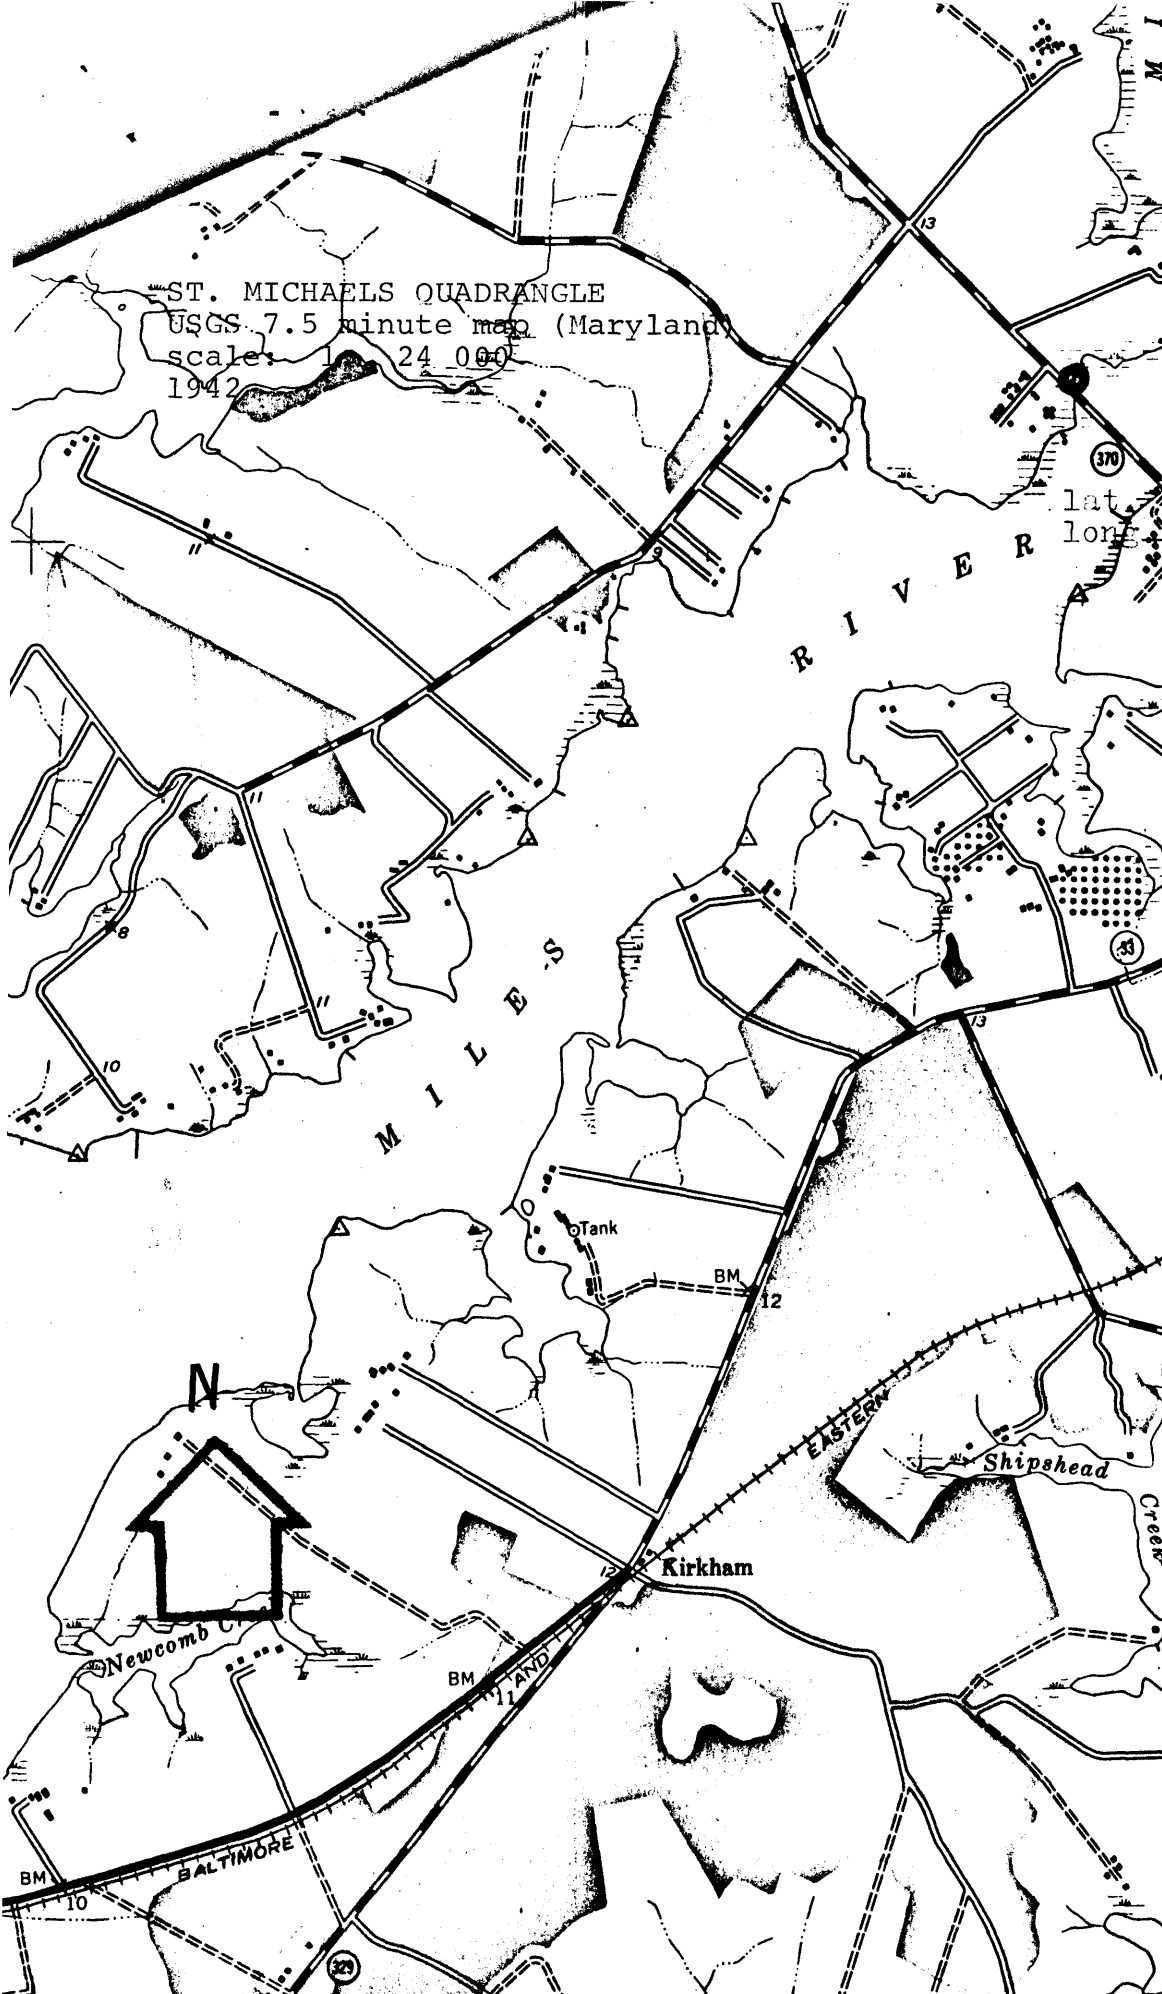 I W
13
ST. MICHAELS QUADRANGLE
USGS 7.5 minute map (Maryland)
scale: 1: 24 000
1942
370
lat
long
11
9
RIVER
11
8
33
MILES
11
13
10
Tank
BM
12
EASTERN
N
Shipshead
Creek
Kirkham
12
Newcomb
AND
BM
11
BALTIMORE
BM
10
329